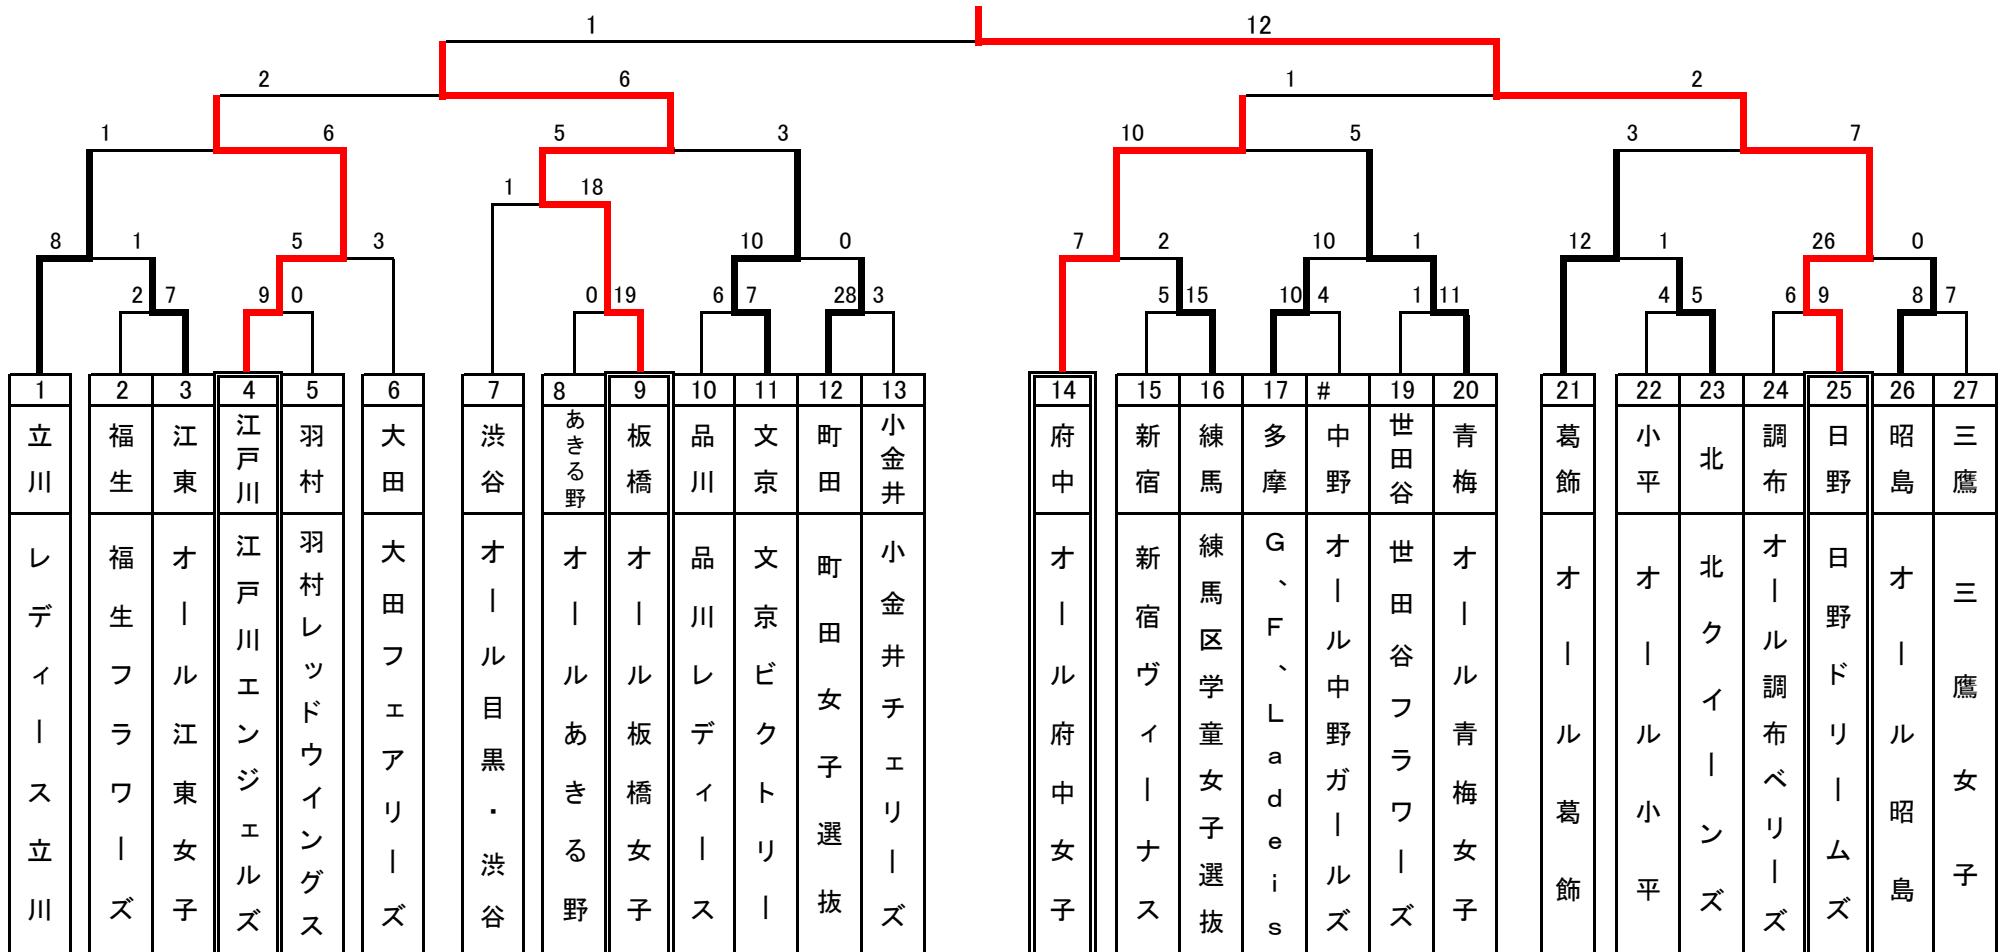 1 12
2 6 1 2
1 6 5 3 10 5 3 7
1 18
8 1 5 3 10 0 7 2 10 1 12 1 26 0
2 7 9 0 0 19 6 7 28 3 5 15 10 4 1 11 4 5 6 9 8 7
1 2 3 4 5 6 7 8 9 10 11 12 13 14 15 16 17 # 19 20 21 22 23 24 25 26 27
立川
福生
江東
江戸川
羽村
大田
渋谷
あきる野
板橋
品川
文京
町田
小金井
府中
新宿
練馬
多摩
中野
世田谷
青梅
葛飾
小平
北
調布
日野
昭島
三鷹
レディース立川
福生フラワーズ
オール江東女子
江戸川エンジェルズ
羽村レッドウイングス
大田フェアリーズ
オール目黒・渋谷
オールあきる野
オール板橋女子
品川レディース
文京ビクトリー
町田女子選抜
小金井チェリーズ
オール府中女子
新宿ヴィーナス
練馬区学童女子選抜
G、F、Ladeis
オール中野ガールズ
世田谷フラワーズ
オール青梅女子
オール葛飾
オール小平
北クイーンズ
オール調布ベリーズ
日野ドリームズ
オール昭島
三鷹女子